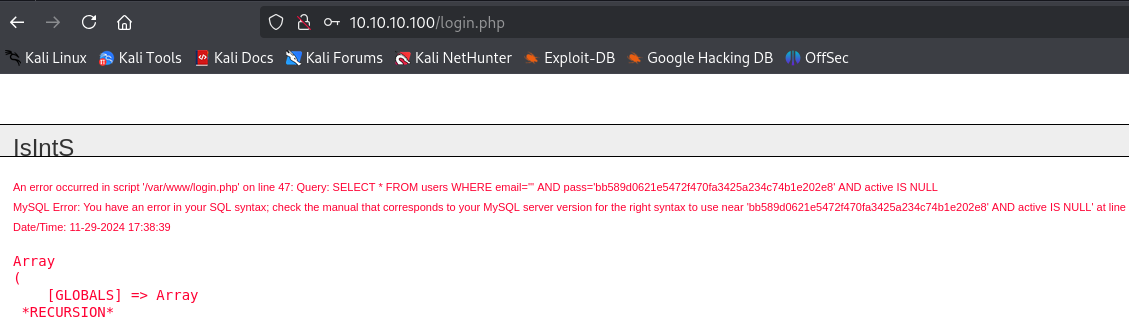 10.10.10.100/login.php
Kali Linux Kali Tools Kali Docs Kali Forums Kali NetHunter Exploit-DB Google Hacking DB OffSec
IsIntS
An error occurred in script '/var/www/login.php' on line 47: Query: SELECT * FROM users WHERE email=''' AND pass='bb589d0621e5472f470fa3425a234c74b1e202e8' AND active IS NULL
MySQL Error: You have an error in your SQL syntax; check the manual that corresponds to your MySQL server version for the right syntax to use near 'bb589d0621e5472f470fa3425a234c74b1e202e8' AND active IS NULL' at line
Date/Time: 11-29-2024 17:38:39
Array
(
[GLOBALS] => Array
*RECURSION*